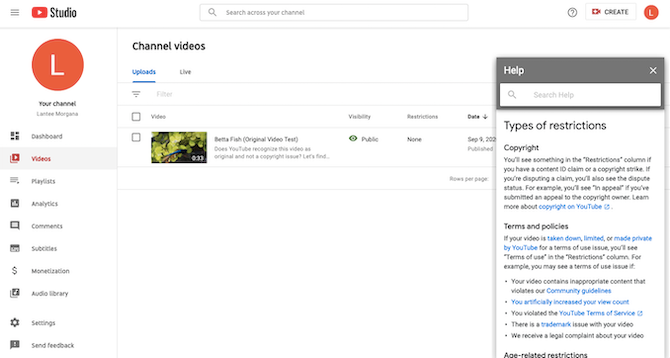 Studio
Search across your channel
CREATE
L
L
Your channel
Lantee Morgana
Dashboard
Videos
Playlists
Analytics
Comments
Subtitles
$ Monetization
Audio library
Settings
Send feedback
Channel videos
Uploads Live
Filter
Video Visibility Restrictions Date
0:33
Betta Fish (Original Video Test) Public None Sep 9, 202
Does YouTube recognize this video as Published
original and not a copyright issue? Let's find...
Rows per page:
Help
Search Help
Types of restrictions
Copyright
You'll see something in the "Restrictions" column if
you have a content ID claim or a copyright strike. If
you're disputing a claim, you'll also see the dispute
status. For example, you'll see "In appeal" if you've
submitted an appeal to the copyright owner. Learn
more about copyright on YouTube.
Terms and policies
If your video is taken down, limited, or made private
by YouTube for a terms of use issue, you'll see
"Terms of use" in the "Restrictions" column. For
example, you may see a terms of use issue if:
• Your video contains inappropriate content that
violates our Community guidelines
• You artificially increased your view count
• You violated the YouTube Terms of Service
• There is a trademark issue with your video
• We receive a legal complaint about your video
Age-related restrictions